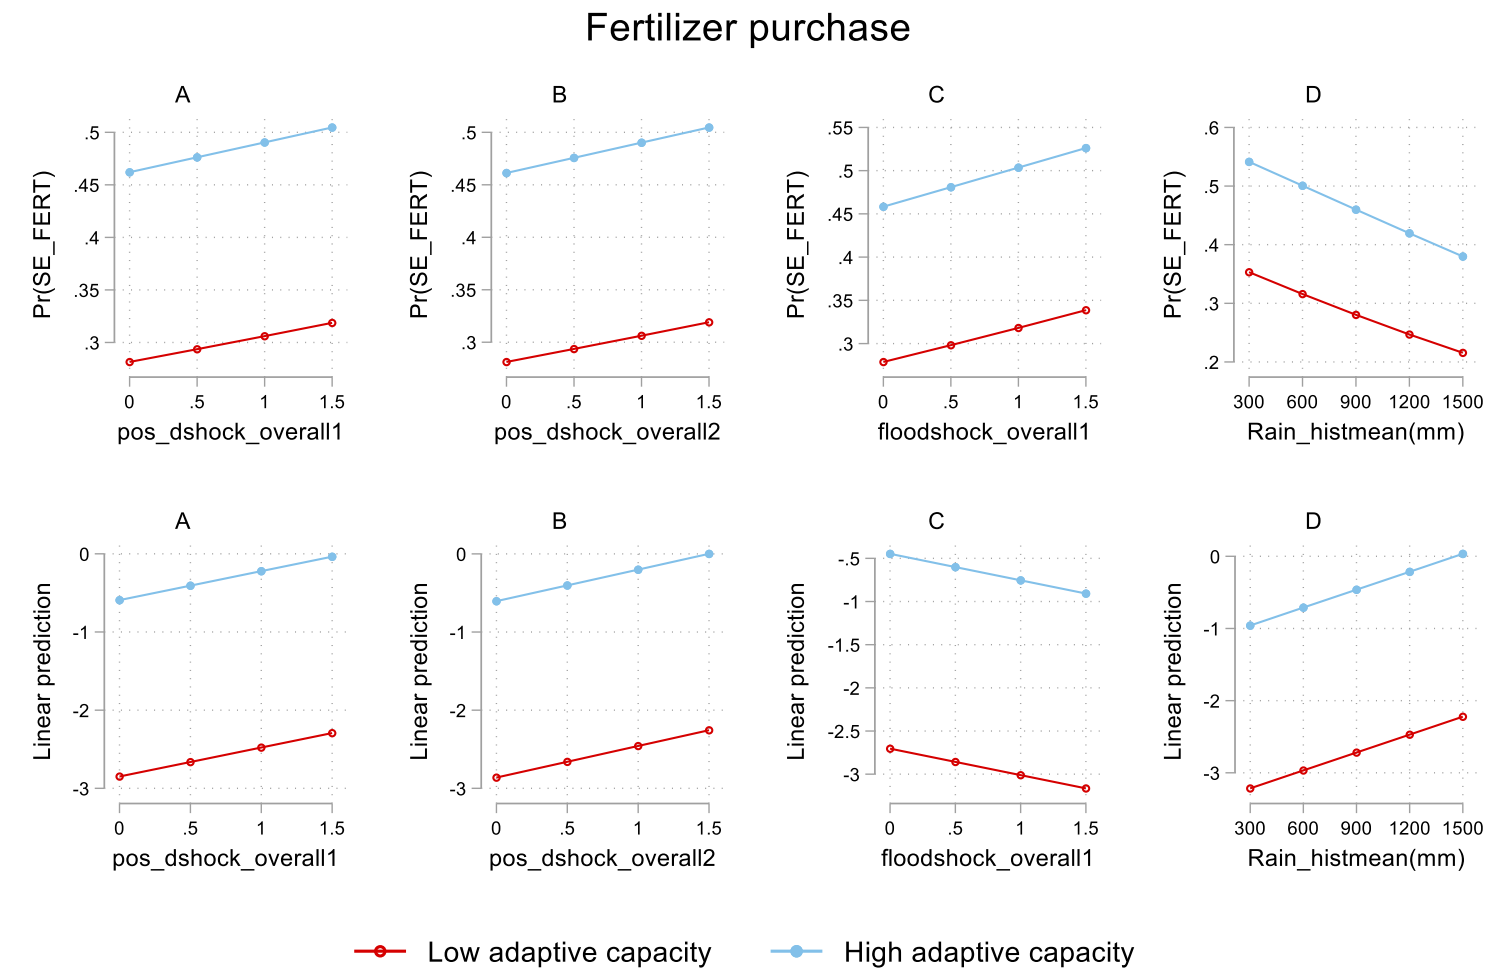 Fertilizer purchase
A
B
C
D
Pr(SE_FERT)
.5
.45
.4
.35
.3
0
.5
1
1.5
pos_dshock_overall1
Pr(SE_FERT)
.5
.45
.4
.35
.3
0
.5
1
1.5
pos_dshock_overall2
Pr(SE_FERT)
.55
.5
.45
.4
.35
.3
0
.5
1
1.5
floodshock_overall1
Pr(SE_FERT)
.6
.5
.4
.3
.2
300
600
900
1200
1500
Rain_histmean(mm)
A
B
C
D
Linear prediction
0
-1
-2
-3
0
.5
1
1.5
pos_dshock_overall1
Linear prediction
0
-1
-2
-3
0
.5
1
1.5
pos_dshock_overall2
Linear prediction
-.5
-1
-1.5
-2
-2.5
-3
0
.5
1
1.5
floodshock_overall1
Linear prediction
0
-1
-2
-3
300
600
900
1200
1500
Rain_histmean(mm)
Low adaptive capacity
High adaptive capacity